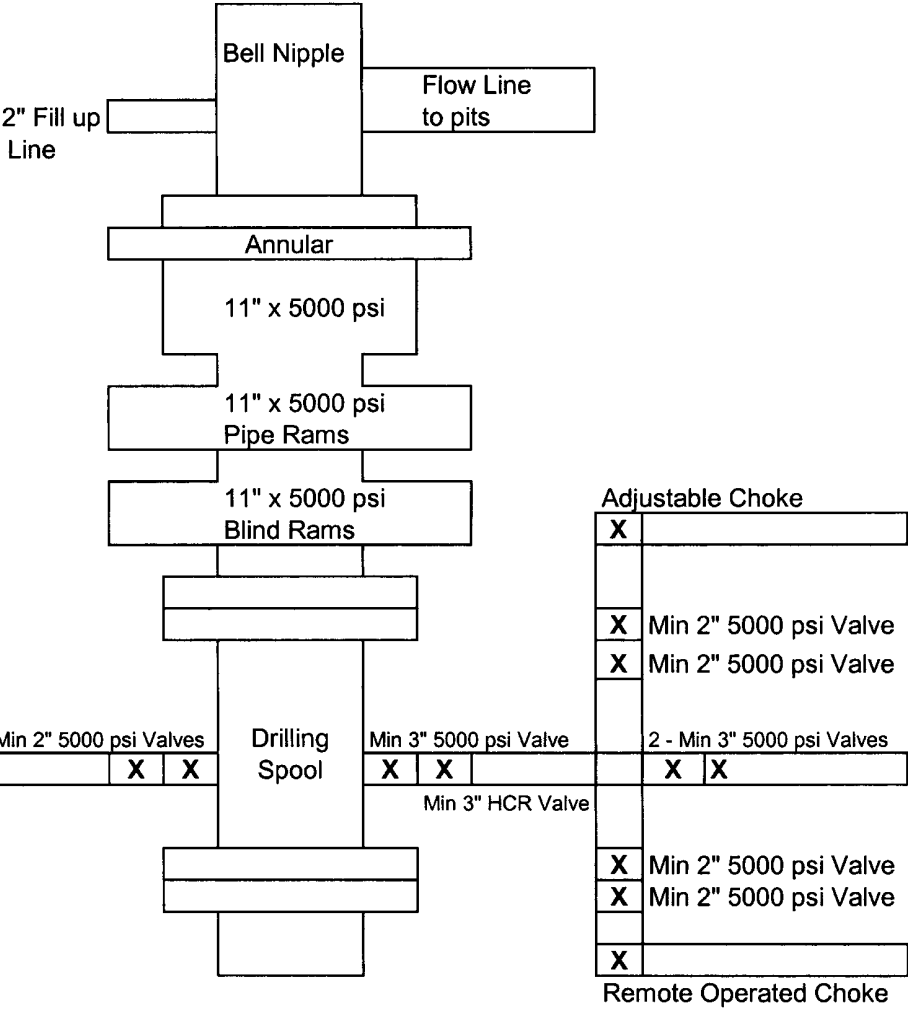 Bell Nipple
Flow Line
to pits
2" Fill up
Line
Annular
11" x 5000 psi
11" x 5000 psi
Pipe Rams
11" x 5000 psi
Blind Rams
Adjustable Choke
X
X Min 2" 5000 psi Valve
X Min 2" 5000 psi Valve
Min 2" 5000 psi Valves
Drilling
Spool
Min 3" 5000 psi Valve
2 - Min 3" 5000 psi Valves
X X
X X
X X
Min 3" HCR Valve
X Min 2" 5000 psi Valve
X Min 2" 5000 psi Valve
X
Remote Operated Choke